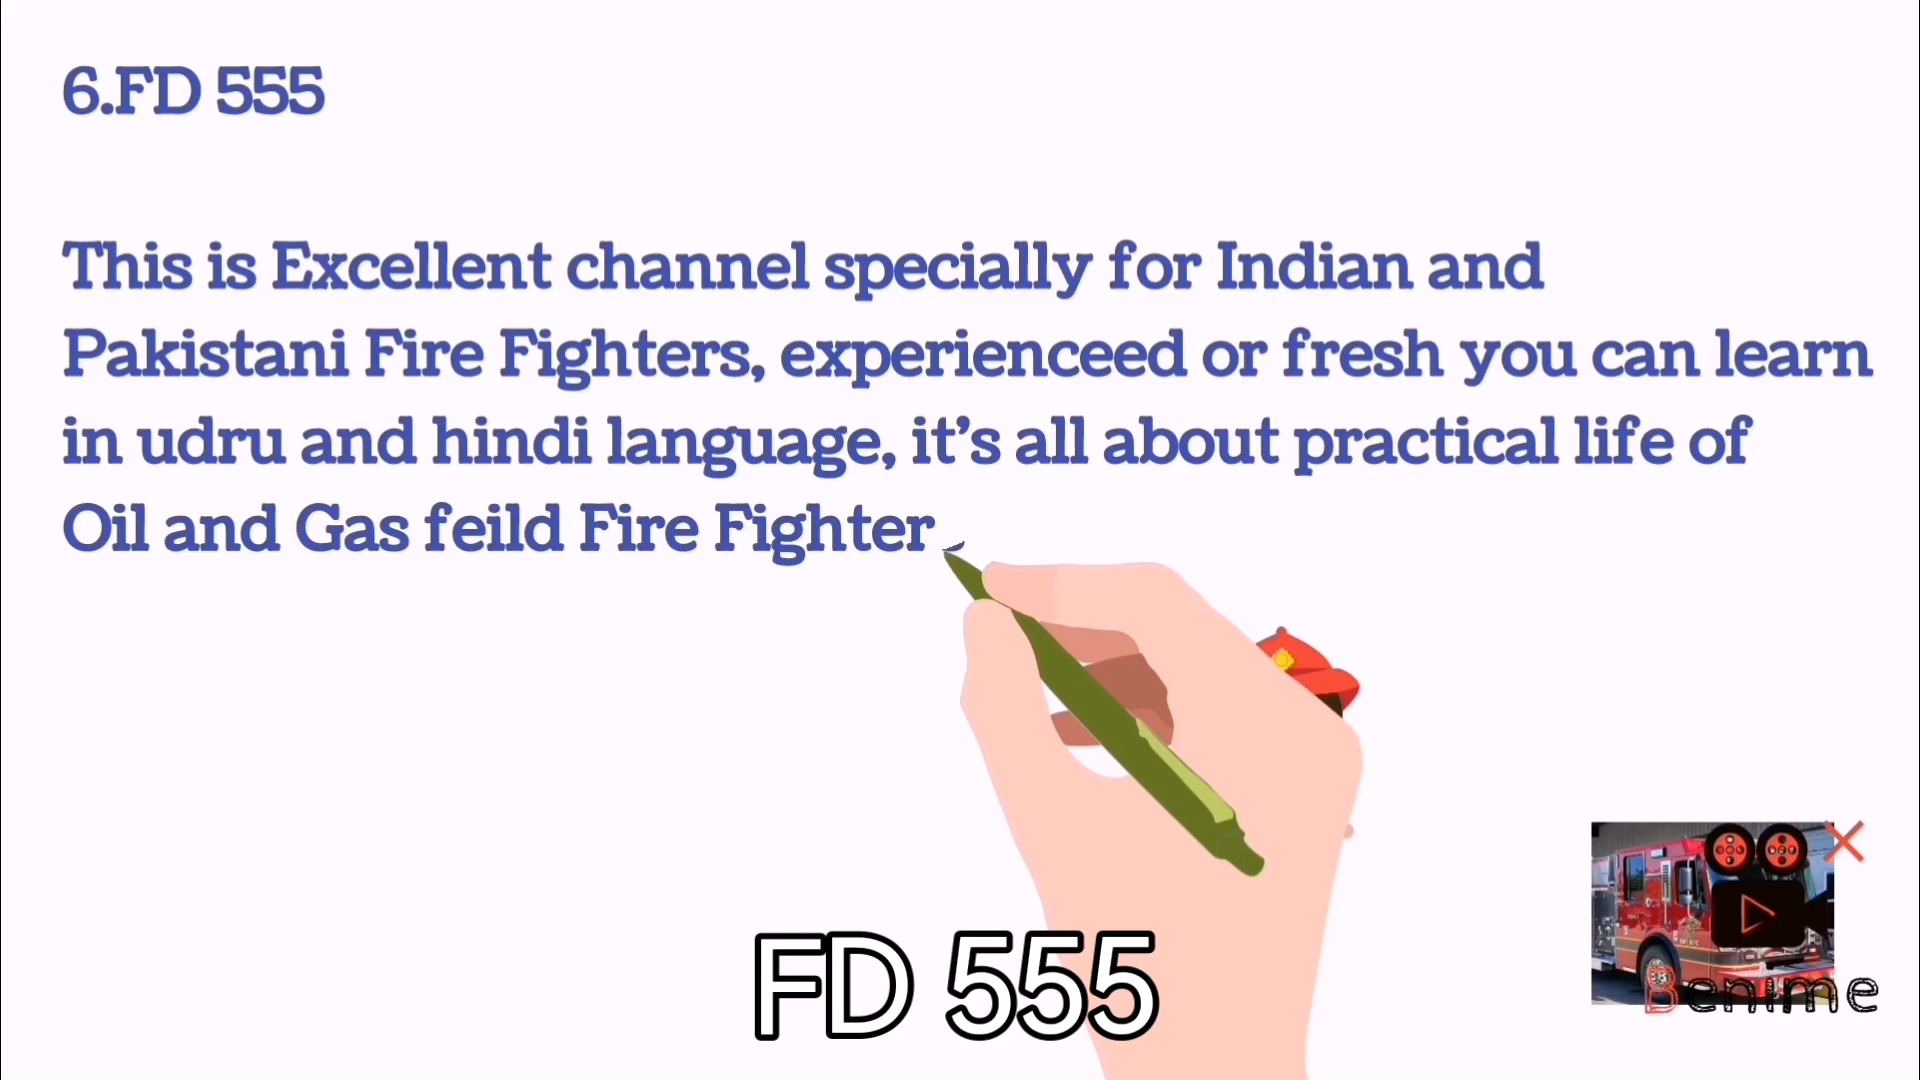 6.FD 555
This is Excellent channel specially for Indian and
Pakistani Fire Fighters, experienceed or fresh you can learn
in udru and hindi language, it's all about practical life of
Oil and Gas feild Fire Fighter
FD 555
Benime